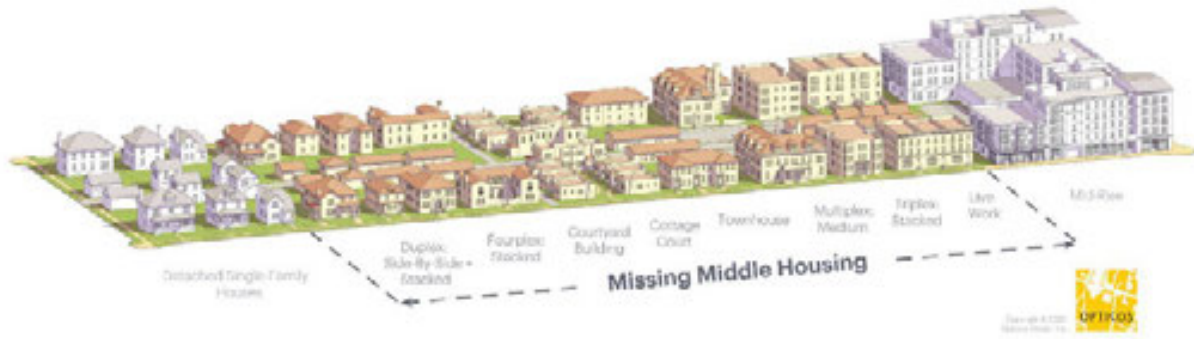 Detached Single-Family
Houses
Duplex:
Side-By-Side +
Stacked
Fourplex:
Stacked
Courtyard
Building
Cottage
Court
Townhouse
Multiplex:
Medium
Triplex:
Stacked
Live
Work
Mid-Rise
Missing Middle Housing
OPTICOS